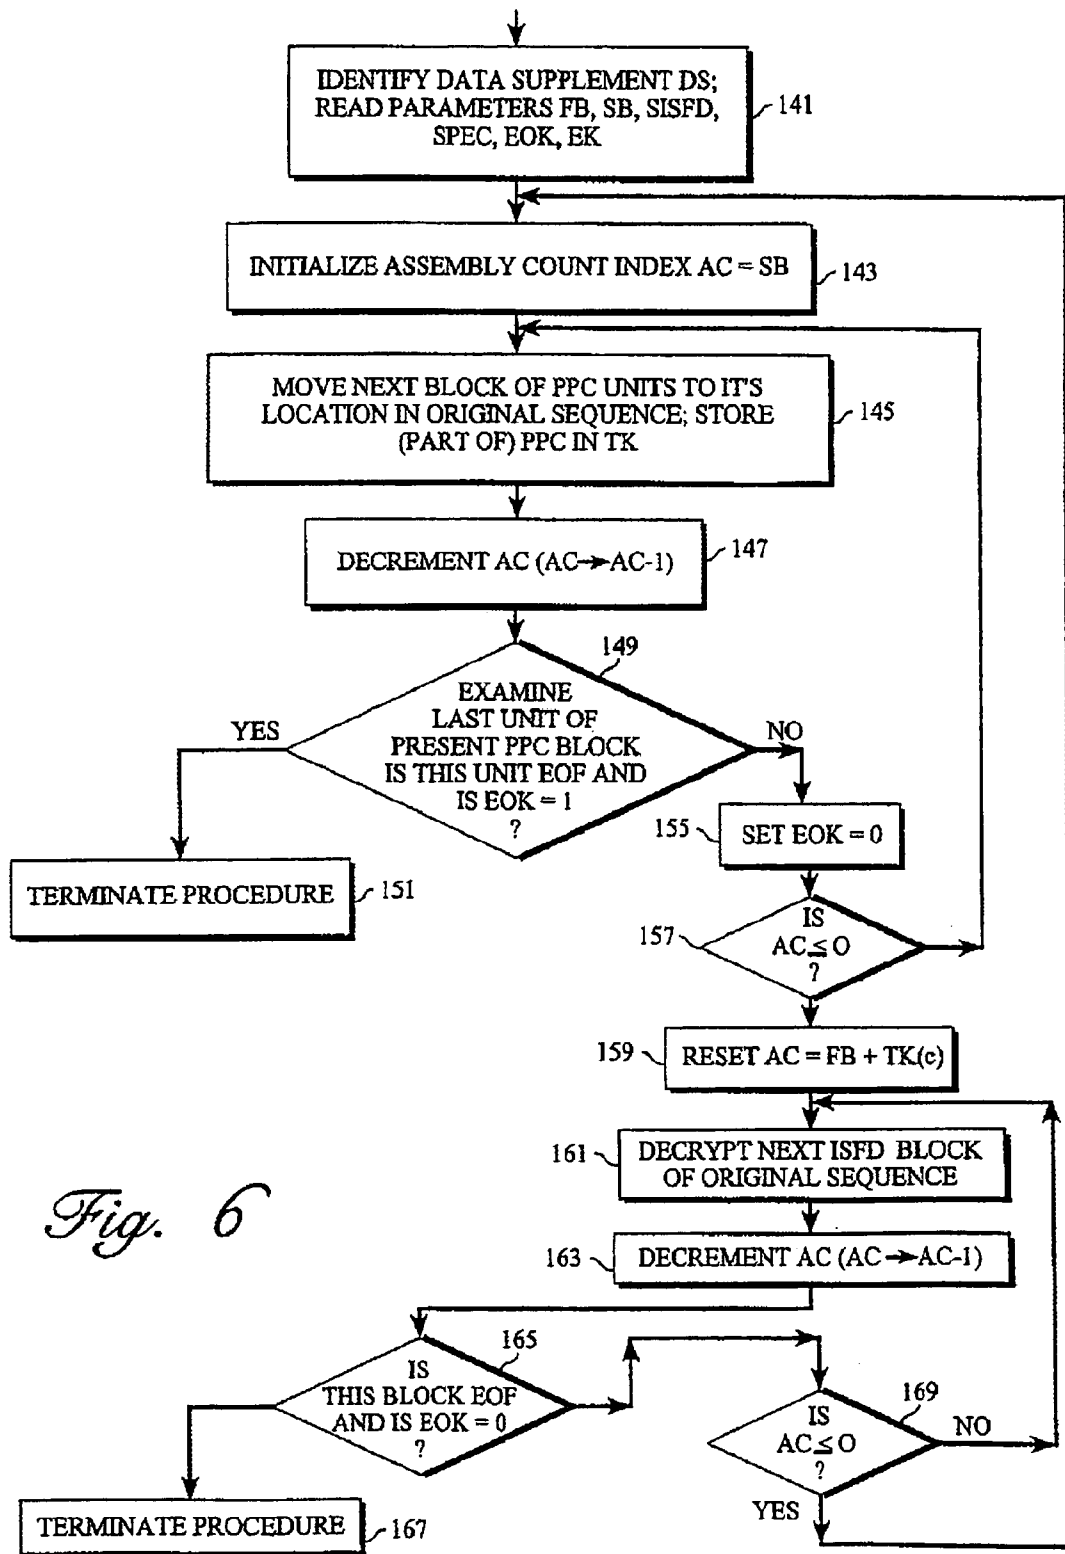 IDENTIFY DATA SUPPLEMENT DS;
READ PARAMETERS FB, SB, SISFD,
SPEC, EOK, EK
141
INITIALIZE ASSEMBLY COUNT INDEX AC = SB
143
MOVE NEXT BLOCK OF PPC UNITS TO IT'S
LOCATION IN ORIGINAL SEQUENCE; STORE
(PART OF) PPC IN TK
145
DECREMENT AC (AC→AC-1)
147
149
EXAMINE
LAST UNIT OF
PRESENT PPC BLOCK
IS THIS UNIT EOF AND
IS EOK = 1
?
YES
NO
155
SET EOK = 0
TERMINATE PROCEDURE
151
157
IS
AC ≤ O
?
159
RESET AC = FB + TK(c)
161
DECRYPT NEXT ISFD BLOCK
OF ORIGINAL SEQUENCE
Fig. 6
163
DECREMENT AC (AC→AC-1)
165
IS
THIS BLOCK EOF
AND IS EOK = 0
?
169
IS
AC ≤ O
?
NO
YES
TERMINATE PROCEDURE
167